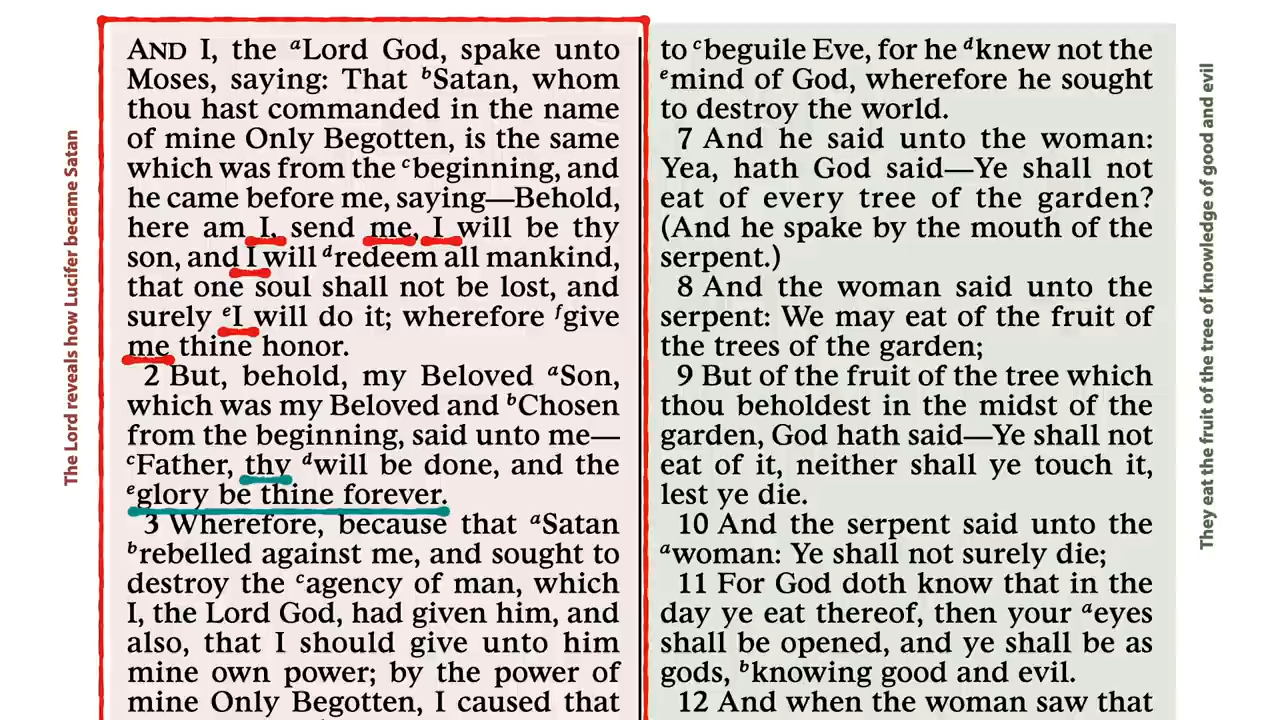 The Lord reveals how Lucifer became Satan
AND I, the aLord God, spake unto
Moses, saying: That bSatan, whom
thou hast commanded in the name
of mine Only Begotten, is the same
which was from the cbeginning, and
he came before me, saying—Behold,
here am I, send me, I will be thy
son, and I will dredeem all mankind,
that one soul shall not be lost, and
surely eI will do it; wherefore fgive
me thine honor.
2 But, behold, my Beloved aSon,
which was my Beloved and bChosen
from the beginning, said unto me—
cFather, thy dwill be done, and the
eglory be thine forever.
3 Wherefore, because that aSatan
brebelled against me, and sought to
destroy the cagency of man, which
I, the Lord God, had given him, and
also, that I should give unto him
mine own power; by the power of
mine Only Begotten, I caused that
to cbeguile Eve, for he dknew not the
emind of God, wherefore he sought
to destroy the world.
7 And he said unto the woman:
Yea, hath God said—Ye shall not
eat of every tree of the garden?
(And he spake by the mouth of the
serpent.)
8 And the woman said unto the
serpent: We may eat of the fruit of
the trees of the garden;
9 But of the fruit of the tree which
thou beholdest in the midst of the
garden, God hath said—Ye shall not
eat of it, neither shall ye touch it,
lest ye die.
10 And the serpent said unto the
awoman: Ye shall not surely die;
11 For God doth know that in the
day ye eat thereof, then your aeyes
shall be opened, and ye shall be as
gods, bknowing good and evil.
12 And when the woman saw that
They eat the fruit of the tree of knowledge of good and evil